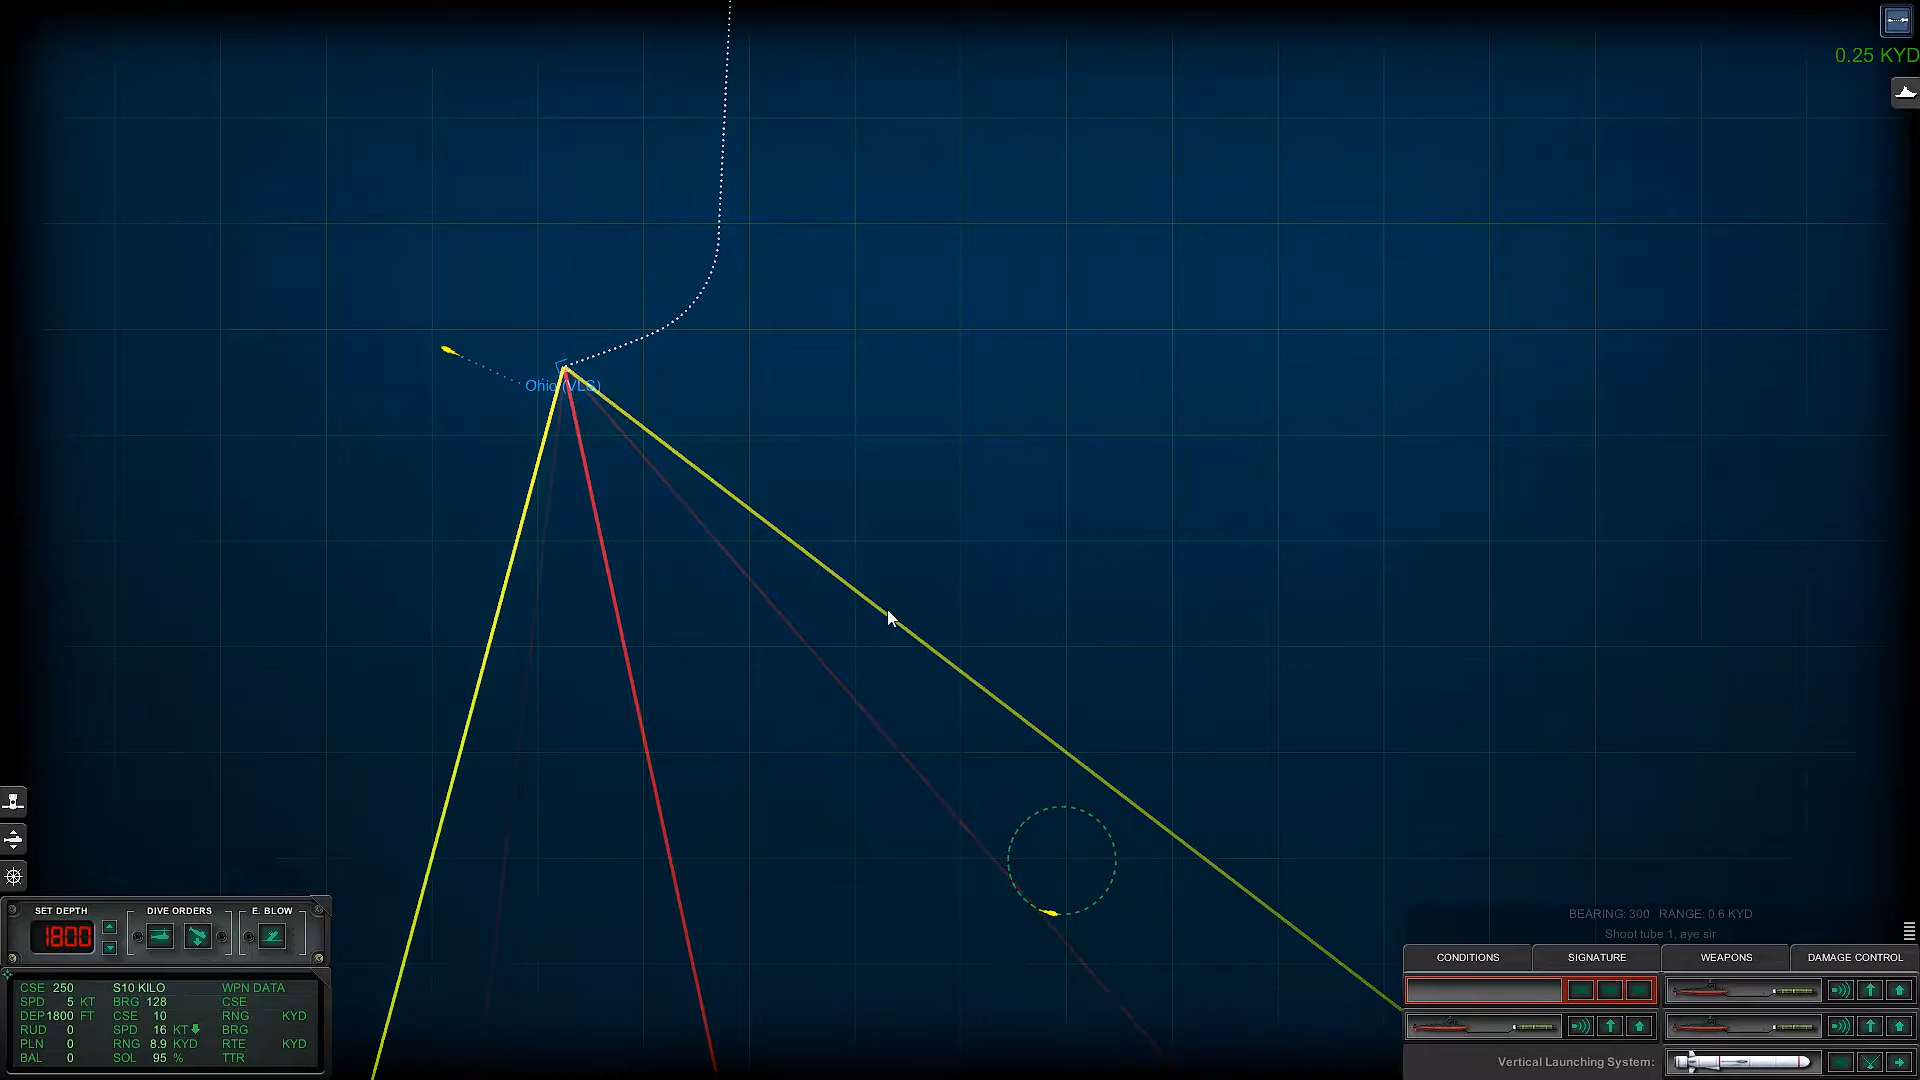 0.25 KYD
Ohio (VLS)
BEARING: 300 RANGE: 0.6 KYD
Shoot tube 1, aye sir
SET DEPTH DIVE ORDERS E. BLOW
1800
CONDITIONS SIGNATURE WEAPONS DAMAGE CONTROL
CSE 250 S10 KILO WPN DATA
SPD 5 KT BRG 128 CSE
DEP 1800 FT CSE 10 RNG KYD
RUD 0 SPD 16 KT BRG
PLN 0 RNG 8.9 KYD RTE KYD
BAL 0 SOL 95 % TTR
Vertical Launching System: